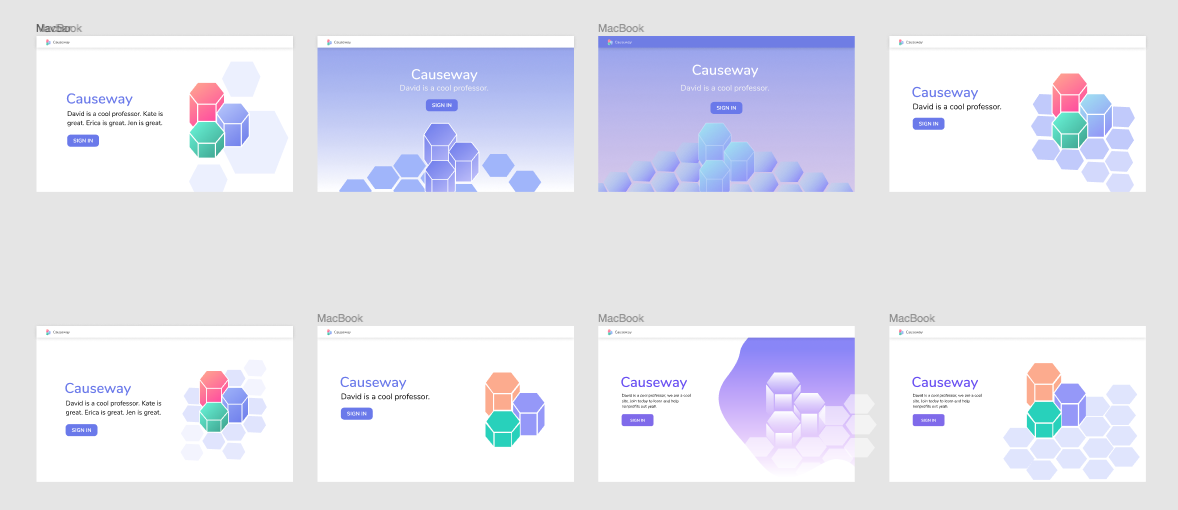 MacBook
Causeway
Causeway
David is a cool professor. Kate is
great. Erica is great. Jen is great.
SIGN IN
Causeway
Causeway
David is a cool professor.
SIGN IN
MacBook
Causeway
Causeway
David is a cool professor.
SIGN IN
Causeway
Causeway
David is a cool professor.
SIGN IN
Causeway
Causeway
David is a cool professor. Kate is
great. Erica is great. Jen is great.
SIGN IN
MacBook
Causeway
Causeway
David is a cool professor.
SIGN IN
MacBook
Causeway
Causeway
David is a cool professor, we are a cool
site. Join today to learn and help
nonprofits out yeah.
SIGN IN
MacBook
Causeway
Causeway
David is a cool professor, we are a cool
site. Join today to learn and help
nonprofits out yeah.
SIGN IN